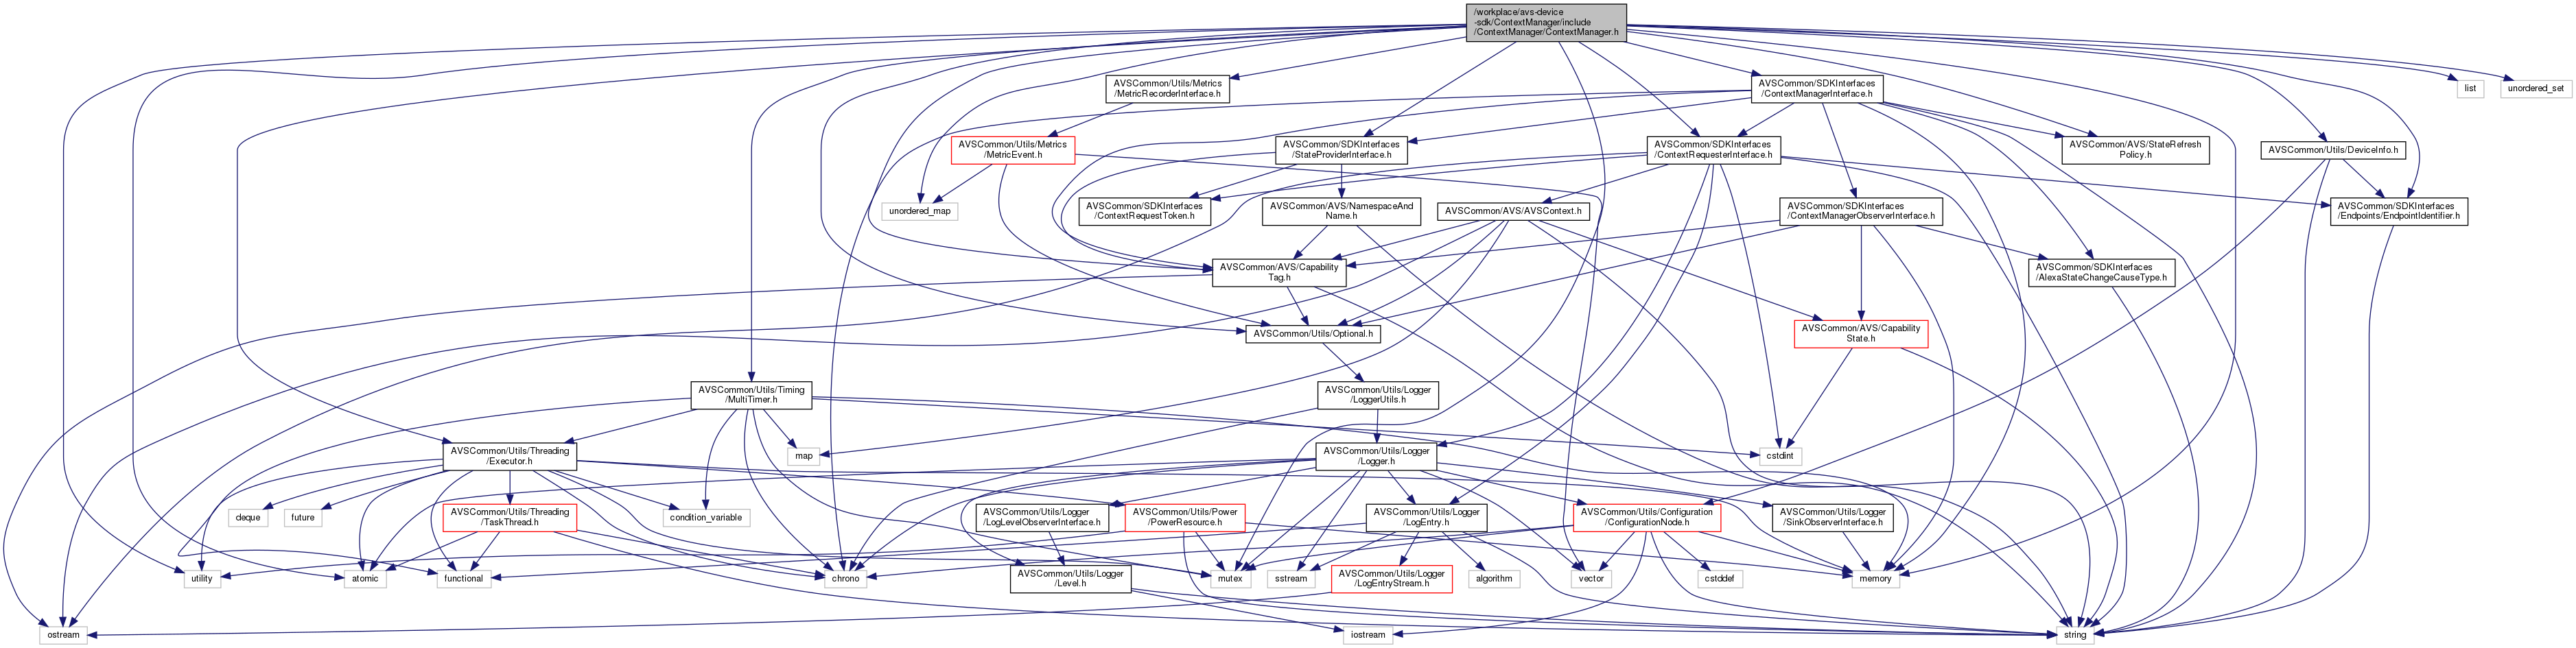 /workplace/avs-device
-sdk/ContextManager/include
/ContextManager/ContextManager.h
AVSCommon/Utils/Metrics
/MetricRecorderInterface.h
AVSCommon/SDKInterfaces
/ContextManagerInterface.h
list
unordered_set
AVSCommon/Utils/Metrics
/MetricEvent.h
AVSCommon/SDKInterfaces
/StateProviderInterface.h
AVSCommon/SDKInterfaces
/ContextRequesterInterface.h
AVSCommon/AVS/StateRefresh
Policy.h
AVSCommon/Utils/DeviceInfo.h
unordered_map
AVSCommon/SDKInterfaces
/ContextRequestToken.h
AVSCommon/AVS/NamespaceAnd
Name.h
AVSCommon/AVS/AVSContext.h
AVSCommon/SDKInterfaces
/ContextManagerObserverInterface.h
AVSCommon/SDKInterfaces
/Endpoints/EndpointIdentifier.h
AVSCommon/AVS/Capability
Tag.h
AVSCommon/SDKInterfaces
/AlexaStateChangeCauseType.h
AVSCommon/Utils/Optional.h
AVSCommon/AVS/Capability
State.h
AVSCommon/Utils/Timing
/MultiTimer.h
AVSCommon/Utils/Logger
/LoggerUtils.h
AVSCommon/Utils/Threading
/Executor.h
map
AVSCommon/Utils/Logger
/Logger.h
cstdint
deque
future
AVSCommon/Utils/Threading
/TaskThread.h
condition_variable
AVSCommon/Utils/Logger
/LogLevelObserverInterface.h
AVSCommon/Utils/Power
/PowerResource.h
AVSCommon/Utils/Logger
/LogEntry.h
AVSCommon/Utils/Configuration
/ConfigurationNode.h
AVSCommon/Utils/Logger
/SinkObserverInterface.h
utility
atomic
functional
chrono
AVSCommon/Utils/Logger
/Level.h
mutex
sstream
AVSCommon/Utils/Logger
/LogEntryStream.h
algorithm
vector
cstddef
memory
ostream
iostream
string